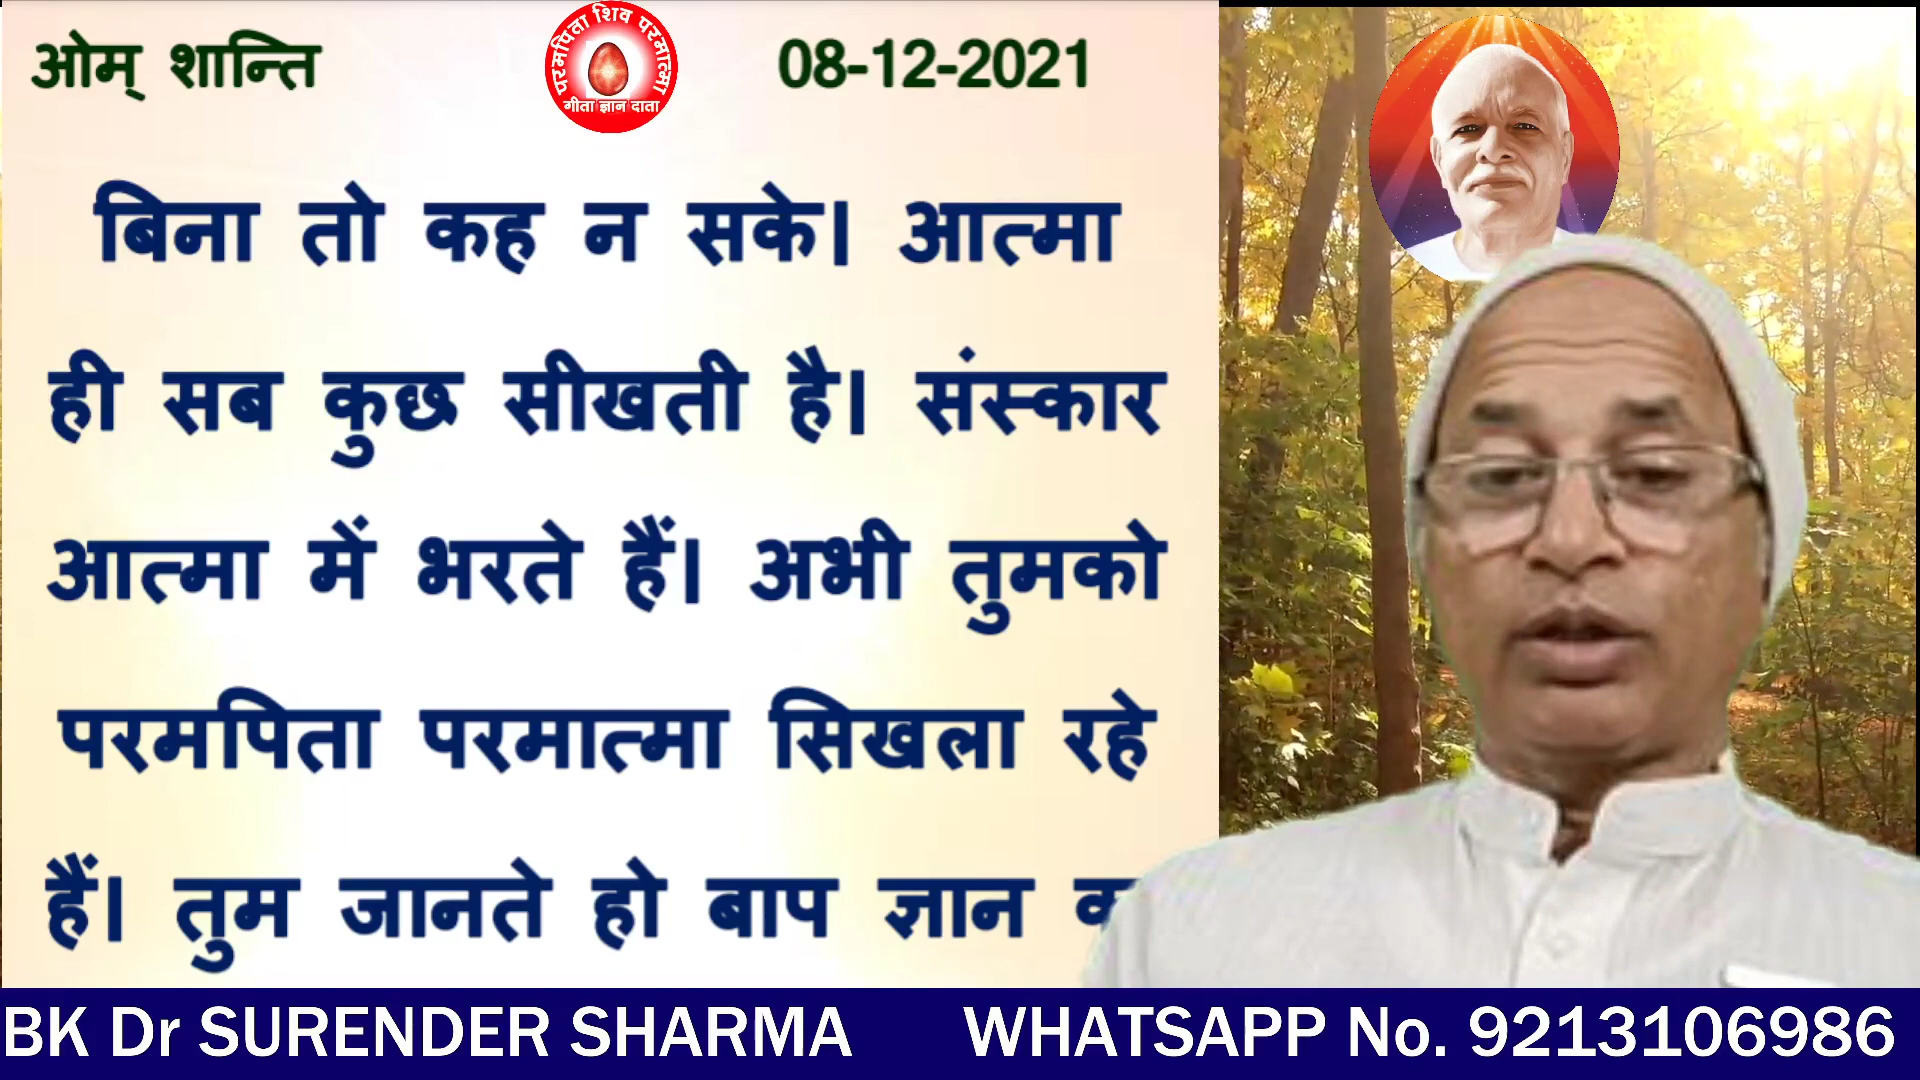 ओम् शान्ति
परमपिता शिव परमात्मा
गीता ज्ञान दाता
08-12-2021
बिना तो कह न सके। आत्मा
ही सब कुछ सीखती है। संस्कार
आत्मा में भरते हैं। अभी तुमको
परमपिता परमात्मा सिखला रहे
हैं। तुम जानते हो बाप ज्ञान
BK Dr SURENDER SHARMA WHATSAPP No. 9213106986